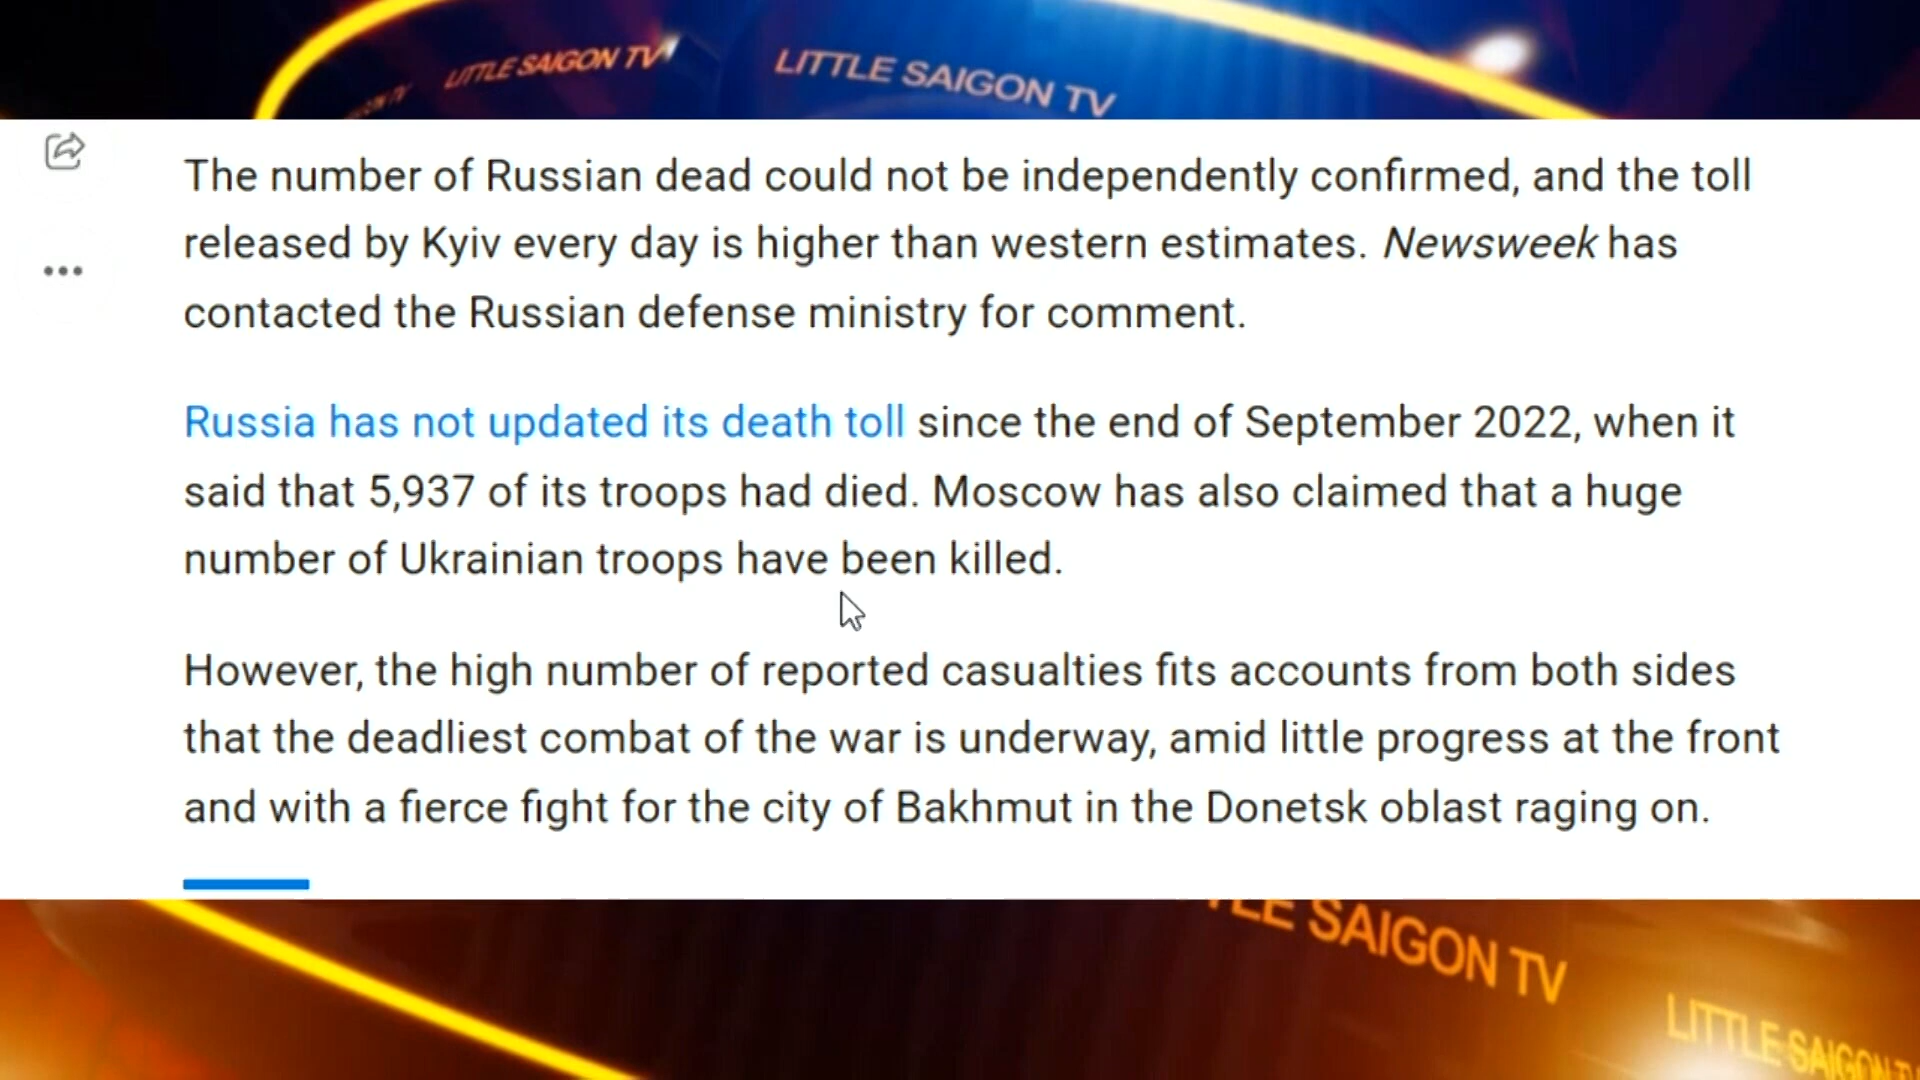 LITTLE SAIGON TV
LITTLE SAIGON TV
The number of Russian dead could not be independently confirmed, and the toll
released by Kyiv every day is higher than western estimates. Newsweek has
contacted the Russian defense ministry for comment.
Russia has not updated its death toll since the end of September 2022, when it
said that 5,937 of its troops had died. Moscow has also claimed that a huge
number of Ukrainian troops have been killed.
However, the high number of reported casualties fits accounts from both sides
that the deadliest combat of the war is underway, amid little progress at the front
and with a fierce fight for the city of Bakhmut in the Donetsk oblast raging on.
SAIGON TV
LITTLE SAIGON